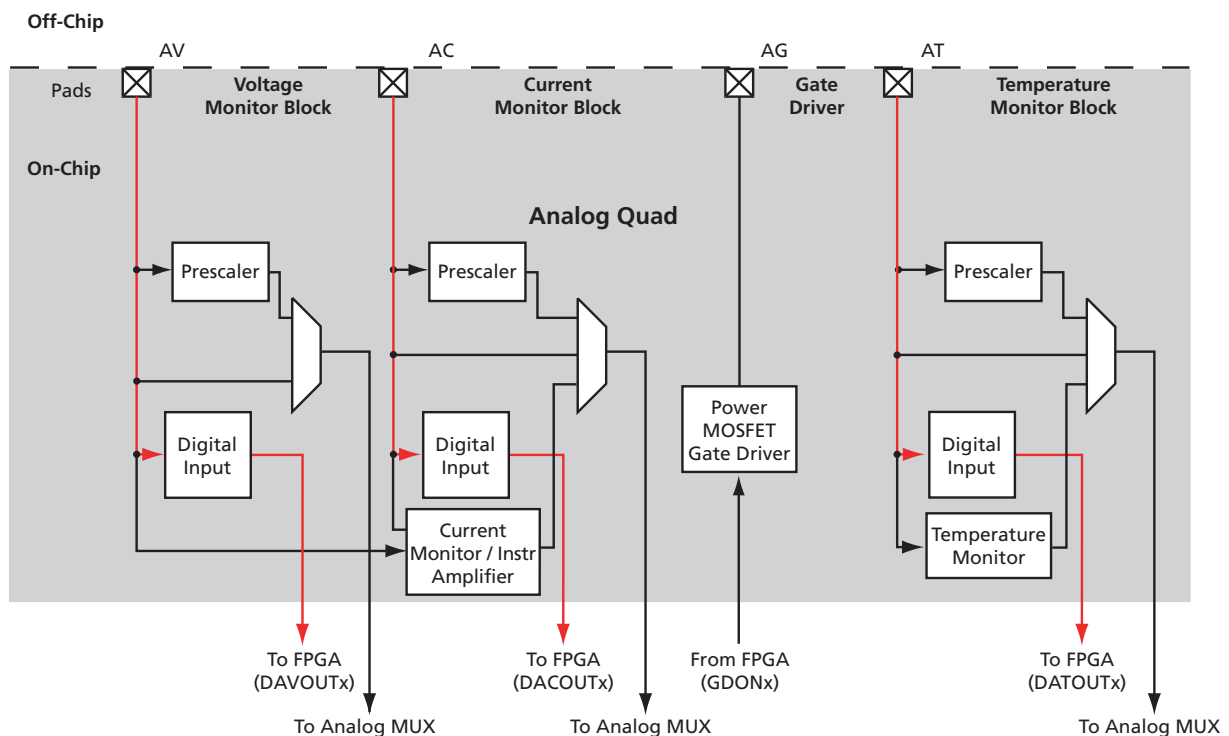 Off-Chip
AV
AC
AG
AT
Pads
Voltage
Monitor Block
Current
Monitor Block
Gate
Driver
Temperature
Monitor Block
On-Chip
Analog Quad
Prescaler
Prescaler
Prescaler
Digital
Input
Digital
Input
Power
MOSFET
Gate Driver
Digital
Input
Current
Monitor / Instr
Amplifier
Temperature
Monitor
To FPGA
(DAVOUTx)
To FPGA
(DACOUTx)
From FPGA
(GDONx)
To FPGA
(DATOUTx)
To Analog MUX
To Analog MUX
To Analog MUX